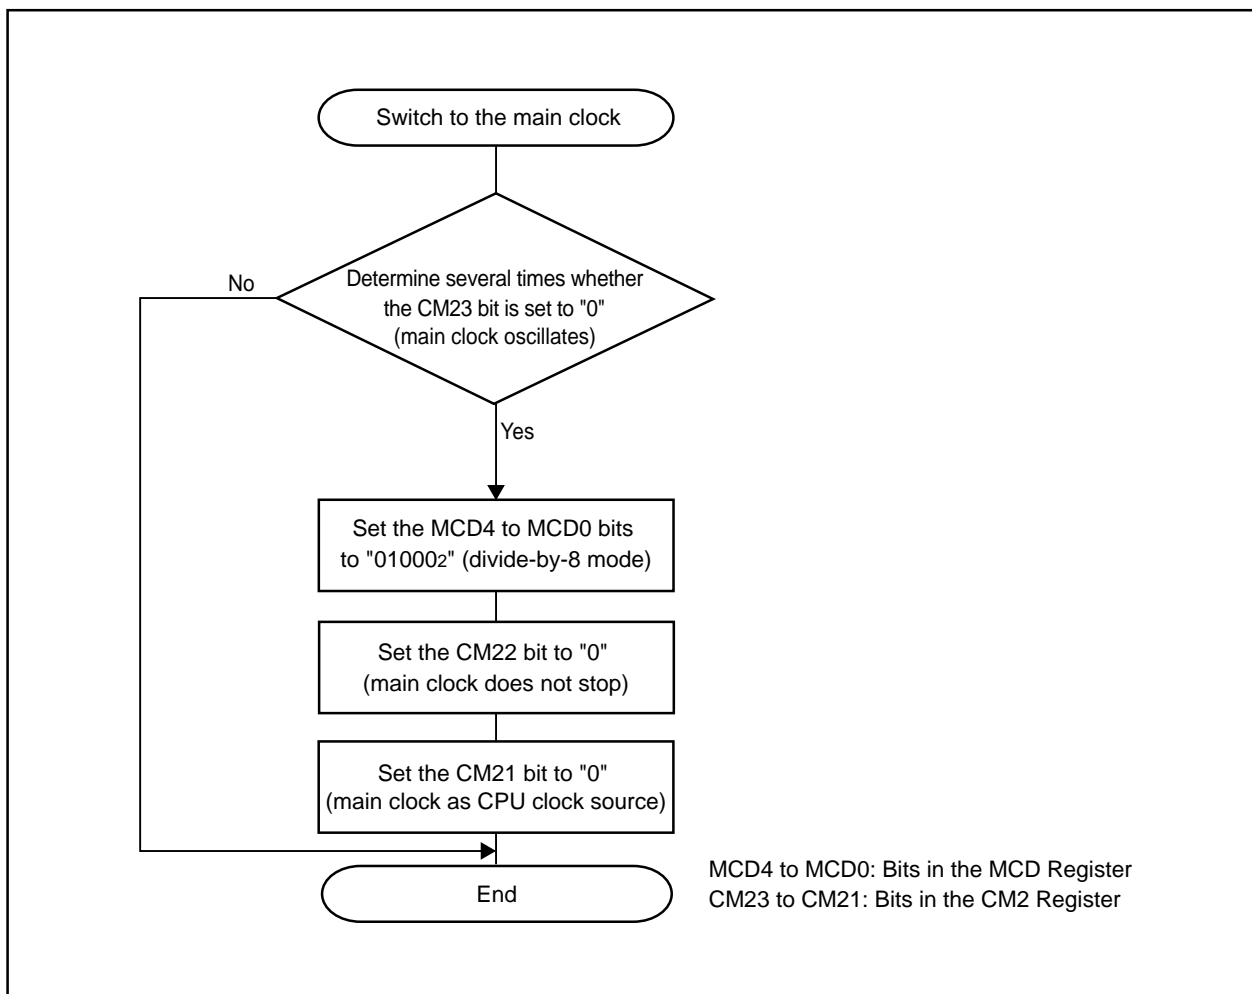 Switch to the main clock
Determine several times whether
the CM23 bit is set to "0"
(main clock oscillates)
No
Yes
Set the MCD4 to MCD0 bits
to "010002" (divide-by-8 mode)
Set the CM22 bit to "0"
(main clock does not stop)
Set the CM21 bit to "0"
(main clock as CPU clock source)
End
MCD4 to MCD0: Bits in the MCD Register
CM23 to CM21: Bits in the CM2 Register